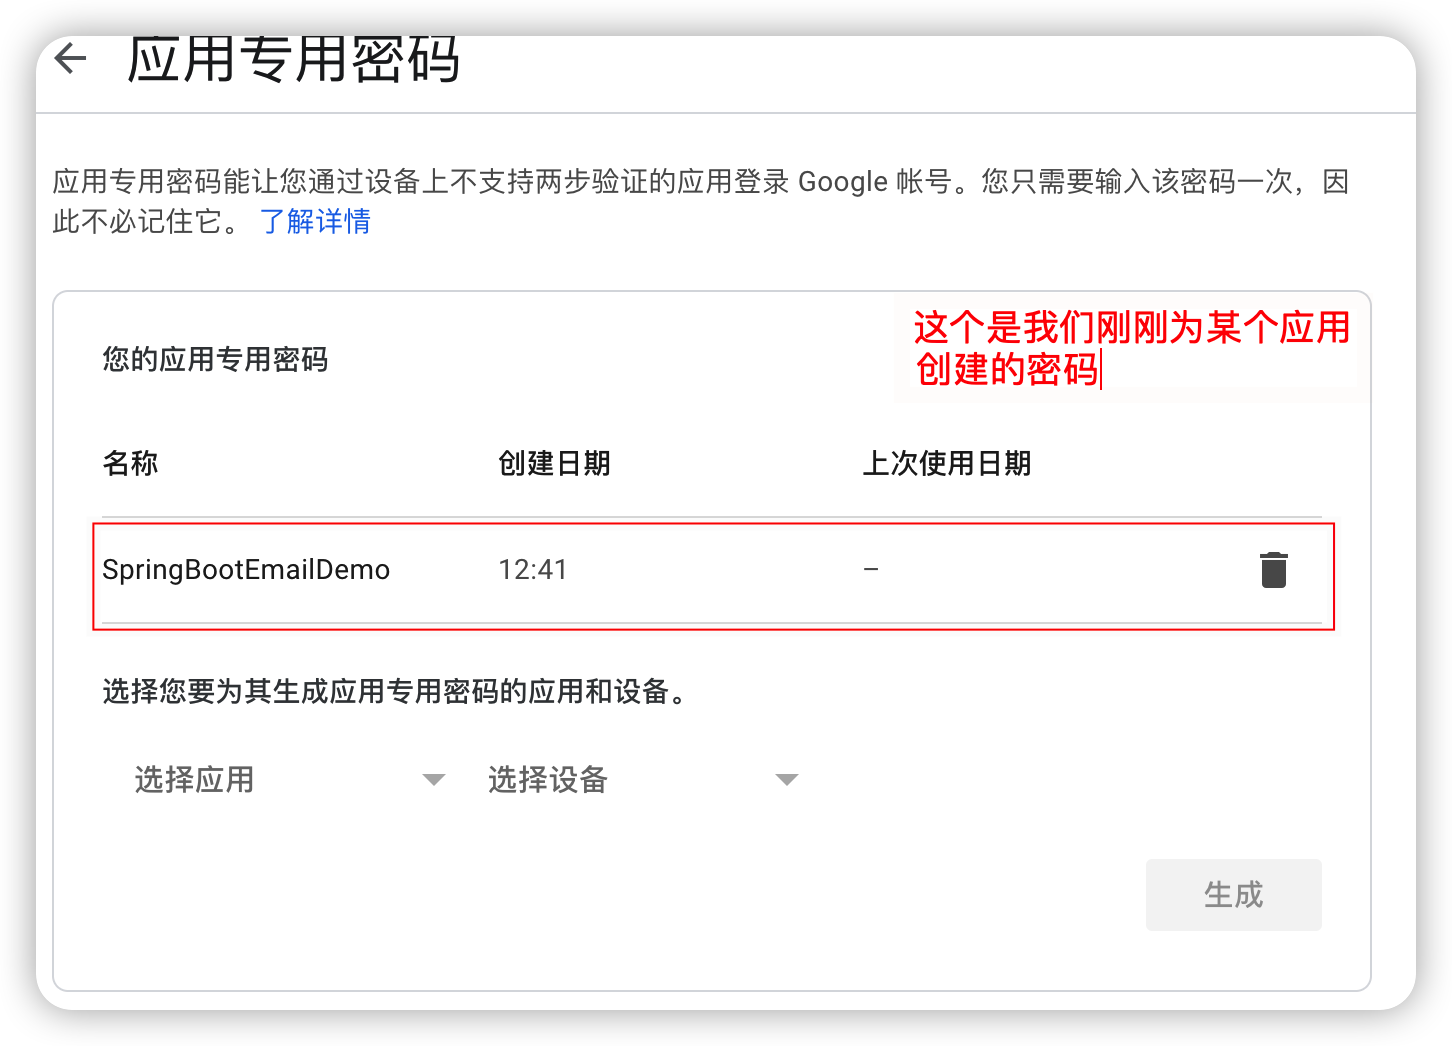 应用专用密码
应用专用密码能让您通过设备上不支持两步验证的应用登录 Google 帐号。您只需要输入该密码一次，因
此不必记住它。 了解详情
这个是我们刚刚为某个应用
创建的密码
您的应用专用密码
名称 创建日期 上次使用日期
SpringBootEmailDemo 12:41 –
选择您要为其生成应用专用密码的应用和设备。
选择应用 选择设备
生成